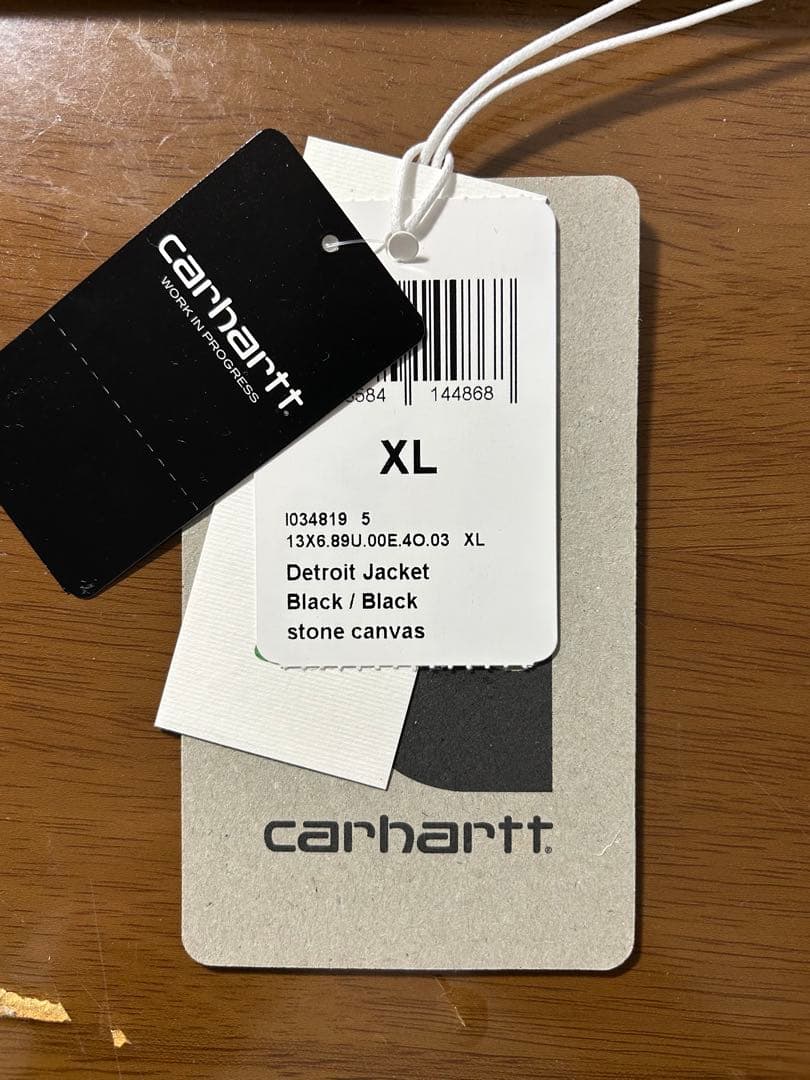 carhartt
WORK IN PROGRESS
584 144868
XL
I034819 5
13X6.89U.00E.4O.03 XL
Detroit Jacket
Black / Black
stone canvas
carhartt